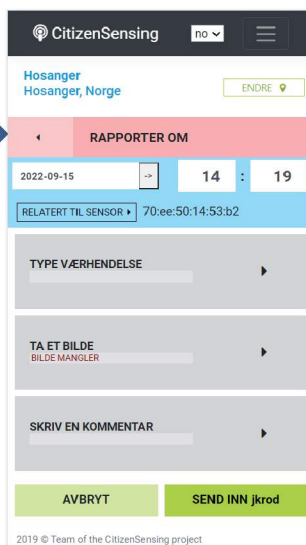 CitizenSensing no
Hosanger
Hosanger, Norge ENDRE
RAPPORTER OM
2022-09-15 -> 14 : 19
RELATERT TIL SENSOR 70:ee:50:14:53:b2
TYPE VÆRHENDELSE
TA ET BILDE
BILDE MANGLER
SKRIV EN KOMMENTAR
AVBRYT SEND INN jkrod
2019 © Team of the CitizenSensing project